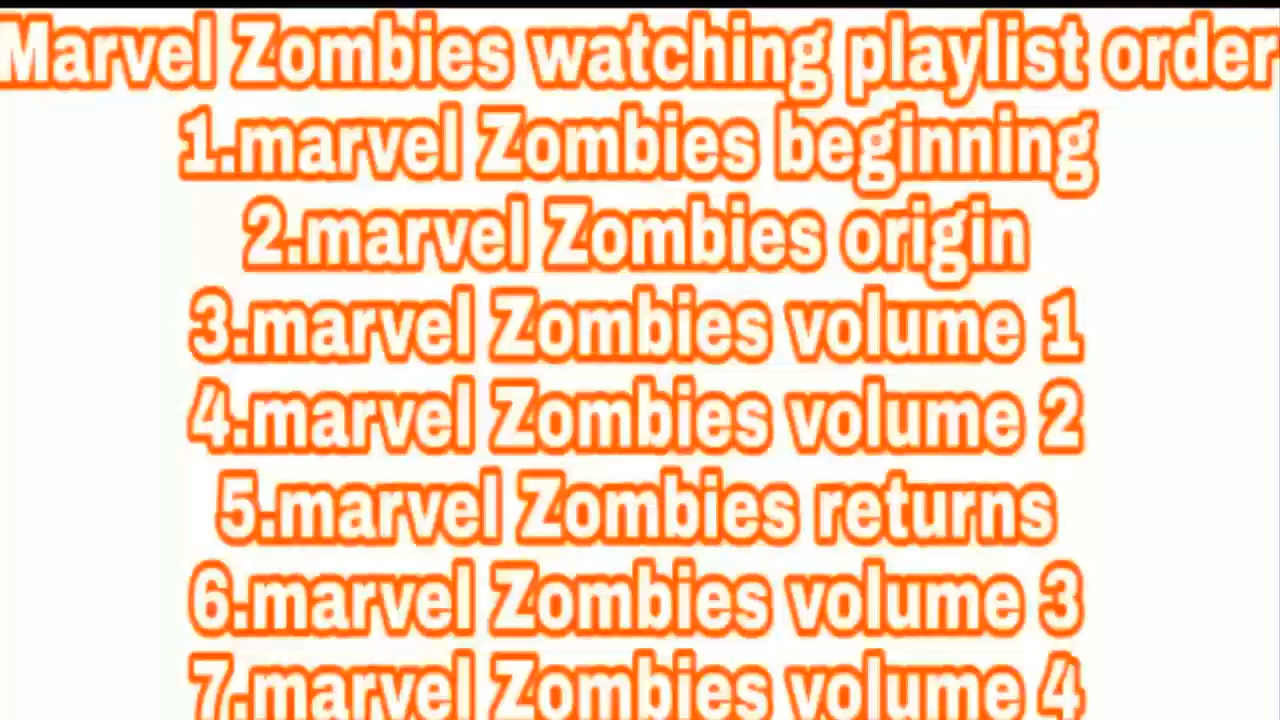 Marvel Zombies watching playlist order
1.marvel Zombies beginning
2.marvel Zombies origin
3.marvel Zombies volume 1
4.marvel Zombies volume 2
5.marvel Zombies returns
6.marvel Zombies volume 3
7.marvel Zombies volume 4